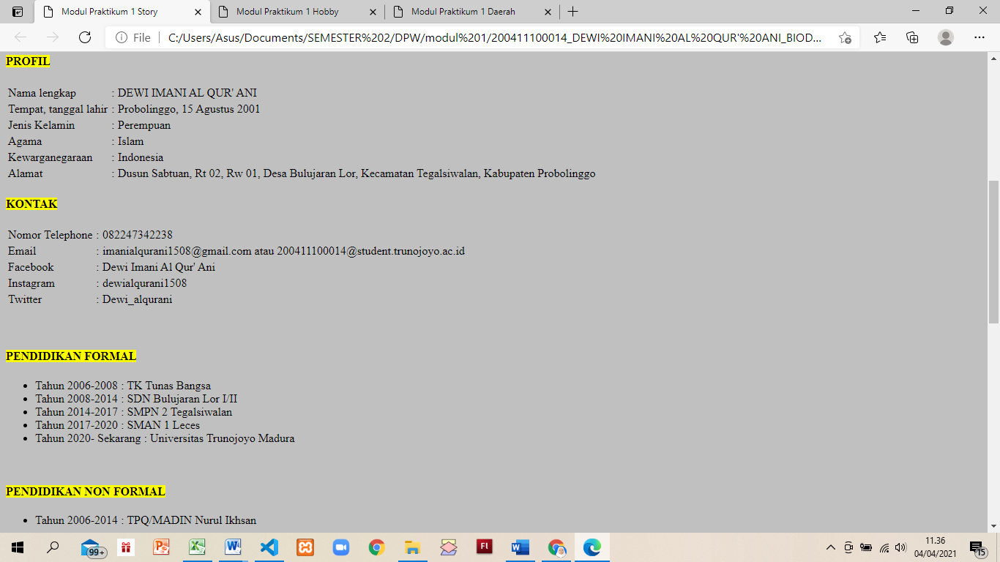 Modul Praktikum 1 Story
Modul Praktikum 1 Hobby
Modul Praktikum 1 Daerah
File
C:/Users/Asus/Documents/SEMESTER%202/DPW/modul%201/200411100014_DEWI%20IMANI%20AL%20QUR'%20ANI_BIOD...
PROFIL
Nama lengkap : DEWI IMANI AL QUR' ANI
Tempat, tanggal lahir : Probolinggo, 15 Agustus 2001
Jenis Kelamin : Perempuan
Agama : Islam
Kewarganegaraan : Indonesia
Alamat : Dusun Sabtuan, Rt 02, Rw 01, Desa Bulujaran Lor, Kecamatan Tegalsiwalan, Kabupaten Probolinggo
KONTAK
Nomor Telephone : 082247342238
Email : imanialqurani1508@gmail.com atau 200411100014@student.trunojoyo.ac.id
Facebook : Dewi Imani Al Qur' Ani
Instagram : dewialqurani1508
Twitter : Dewi_alqurani
PENDIDIKAN FORMAL
• Tahun 2006-2008 : TK Tunas Bangsa
• Tahun 2008-2014 : SDN Bulujaran Lor I/II
• Tahun 2014-2017 : SMPN 2 Tegalsiwalan
• Tahun 2017-2020 : SMAN 1 Leces
• Tahun 2020- Sekarang : Universitas Trunojoyo Madura
PENDIDIKAN NON FORMAL
• Tahun 2006-2014 : TPQ/MADIN Nurul Ikhsan
99+
Fl
11.36
04/04/2021
15